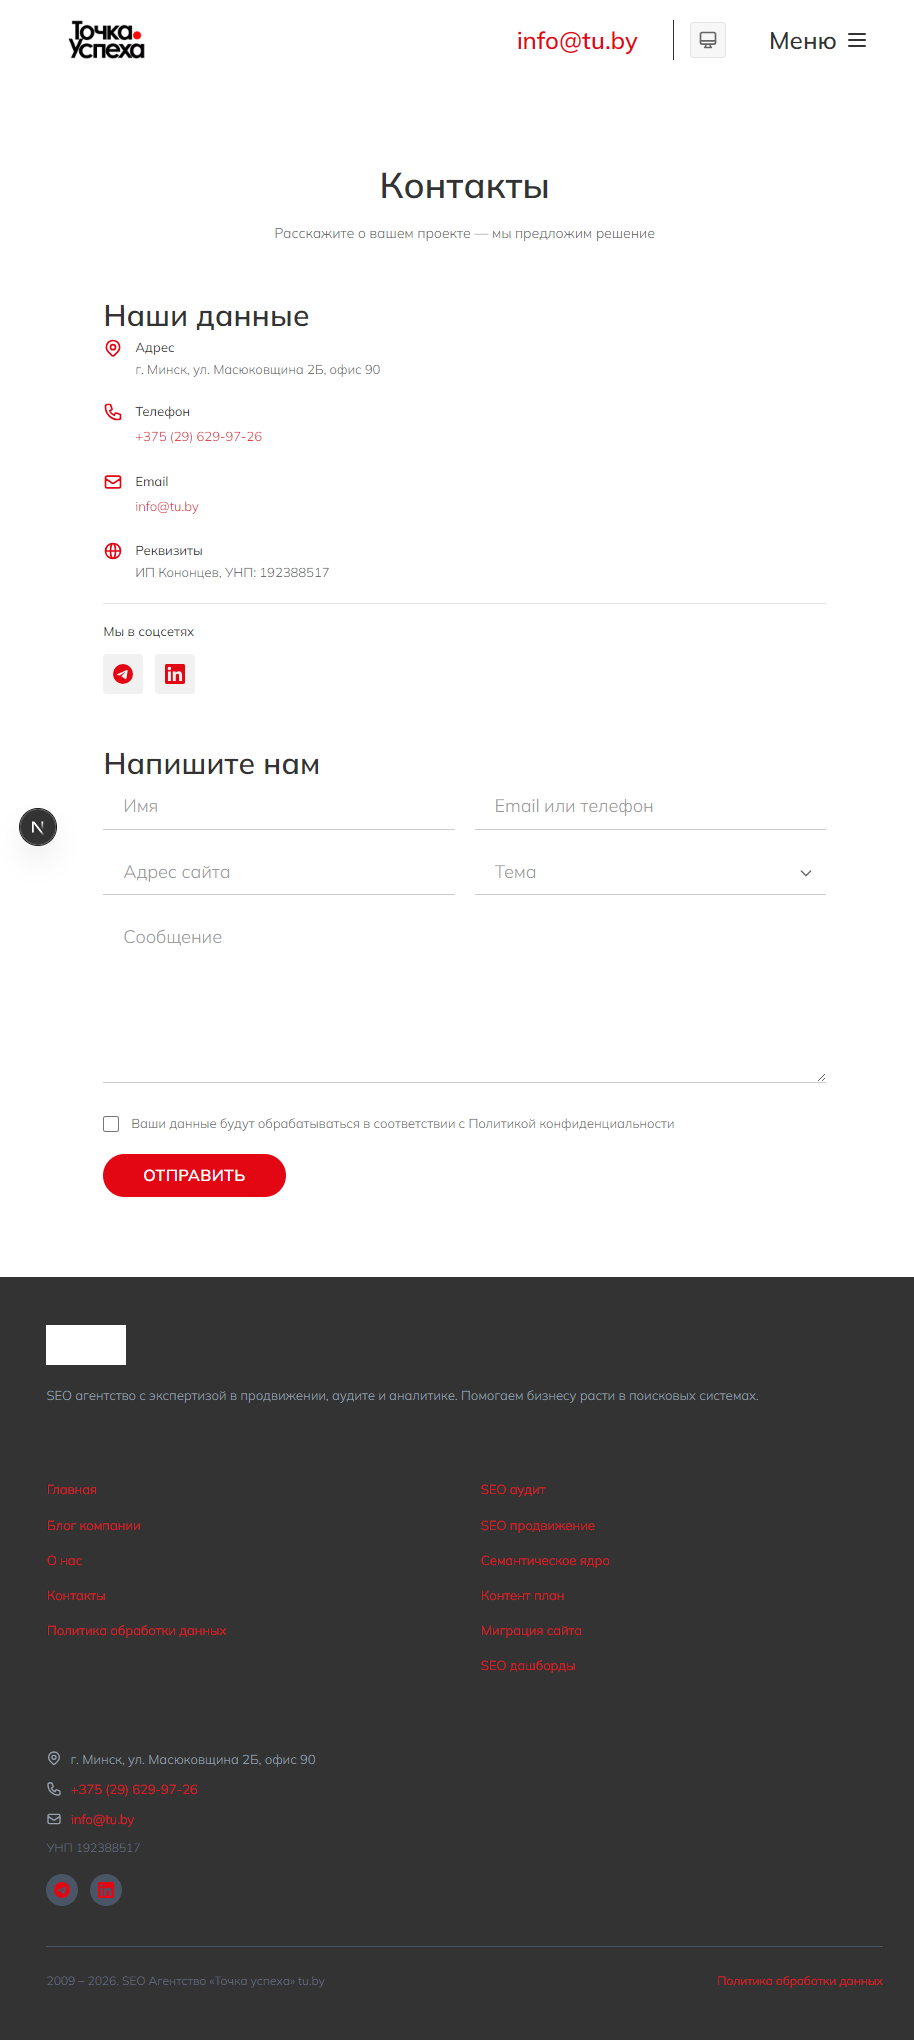 Точка
Успеха
info@tu.by
Меню
Контакты
Расскажите о вашем проекте — мы предложим решение
Наши данные
Адрес
г. Минск, ул. Масюковщина 2Б, офис 90
Телефон
+375 (29) 629-97-26
Email
info@tu.by
Реквизиты
ИП Кононцев, УНП: 192388517
Мы в соцсетях
in
Напишите нам
Имя
Email или телефон
Адрес сайта
Тема
Сообщение
N
Ваши данные будут обрабатываться в соответствии с Политикой конфиденциальности
ОТПРАВИТЬ
SEO агентство с экспертизой в продвижении, аудите и аналитике. Помогаем бизнесу расти в поисковых системах.
Главная
Блог компании
О нас
Контакты
Политика обработки данных
SEO аудит
SEO продвижение
Семантическое ядро
Контент план
Миграция сайта
SEO дашборды
г. Минск, ул. Масюковщина 2Б, офис 90
+375 (29) 629-97-26
info@tu.by
УНП 192388517
in
2009 – 2026. SEO Агентство «Точка успеха» tu.by
Политика обработки данных